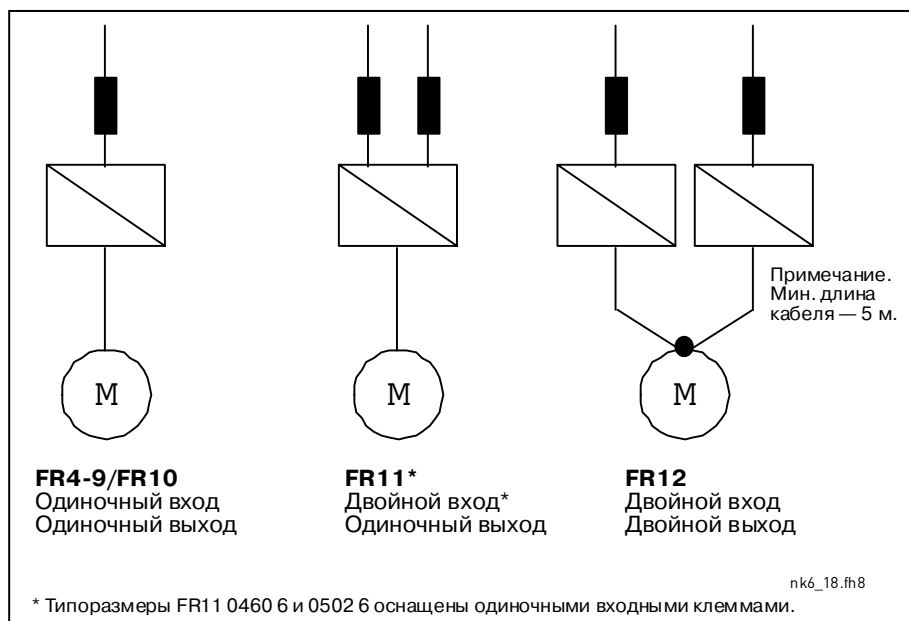 Примечание.
Мин. длина
кабеля — 5 м.
M
M
M
FR4-9/FR10
Одиночный вход
Одиночный выход
FR11*
Двойной вход*
Одиночный выход
FR12
Двойной вход
Двойной выход
nk6_18.fh8
* Типоразмеры FR11 0460 6 и 0502 6 оснащены одиночными входными клеммами.